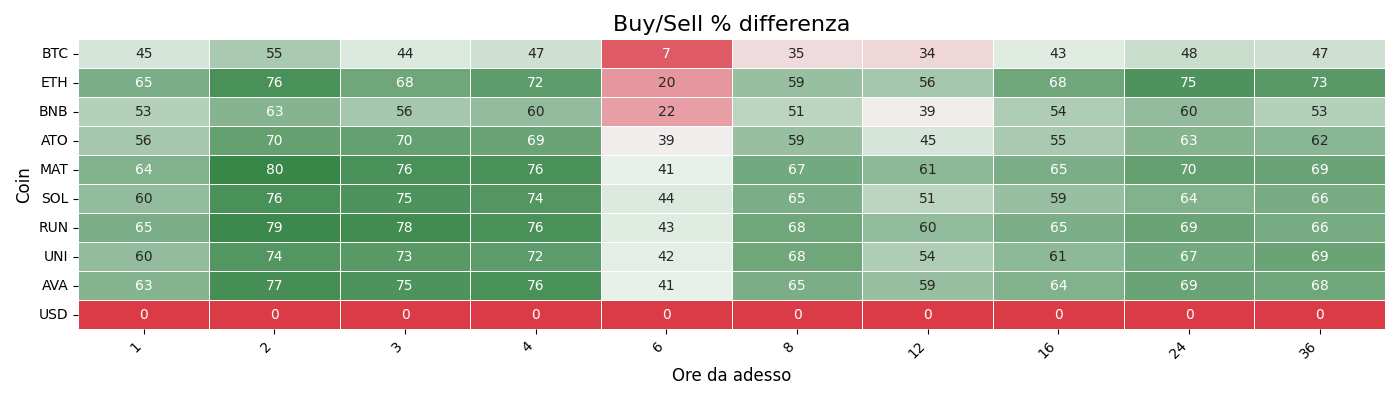 Buy/Sell % differenza
Coin
BTC 45 55 44 47 7 35 34 43 48 47
ETH 65 76 68 72 20 59 56 68 75 73
BNB 53 63 56 60 22 51 39 54 60 53
ATO 56 70 70 69 39 59 45 55 63 62
MAT 64 80 76 76 41 67 61 65 70 69
SOL 60 76 75 74 44 65 51 59 64 66
RUN 65 79 78 76 43 68 60 65 69 66
UNI 60 74 73 72 42 68 54 61 67 69
AVA 63 77 75 76 41 65 59 64 69 68
USD 0 0 0 0 0 0 0 0 0 0
1 2 3 4 6 8 12 16 24 36
Ore da adesso